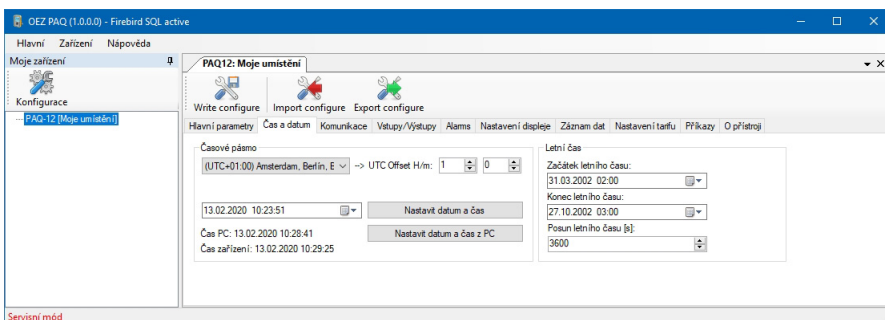 OEZ PAQ (1.0.0.0) - Firebird SQL active
Hlavní Zařízení Nápověda
Moje zařízení
Konfigurace
PAQ-12 [Moje umístění]
PAQ12: Moje umístění
Write configure Import configure Export configure
Hlavní parametry Čas a datum Komunikace Vstupy/Výstupy Alarms Nastavení displeje Záznam dat Nastavení tarifu Příkazy O přístroji
Časové pásmo
(UTC+01:00) Amsterdam, Berlin, E --> UTC Offset H/m: 1 0
13.02.2020 10:23:51 Nastavit datum a čas
Čas PC: 13.02.2020 10:28:41 Nastavit datum a čas z PC
Čas zařízení: 13.02.2020 10:29:25
Letní čas
Začátek letního času:
31.03.2002 02:00
Konec letního času:
27.10.2002 03:00
Posun letního času [s]:
3600
Servisní mód